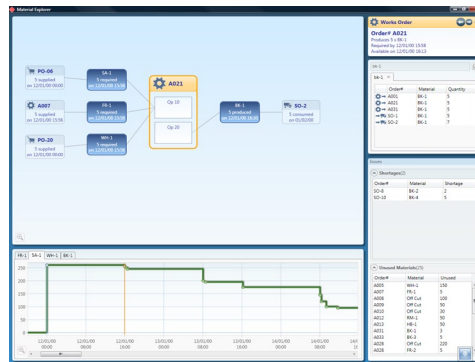 Material Explorer
PO-08
5 supplied
on 12/01/00 00:00
SA-1
5 required
on 12/01/00 15:58
A021
Op 10
Op 20
A007
5 supplied
on 12/01/00 15:58
FR-1
5 required
on 12/01/00 15:58
BK-1
5 produced
on 12/01/00 16:30
SO-2
5 consumed
on 01/02/00
PO-20
5 supplied
on 12/01/00 00:00
WH-1
5 required
on 12/01/00 15:58
FR-1 SA-1 WH-1 BK-1
250
200
150
100
50
0
12/01/00 12/01/00 12/01/00 13/01/00 13/01/00 13/01/00 14/01/00 14/01/00
00:00 08:00 16:00 00:00 08:00 16:00 00:00 08:00
Works Order
Order# A021
Produces 5 x BK-1
Required by 12/01/00 15:58
Available on 12/01/00 16:13
SA-1
SA-1
Order# Material Quantity
A001 BK-1 5
A021 BK-1 5
A031 BK-1 5
SO-1 BK-1 5
SO-2 BK-1 7
Events
Shortages(2)
Order# Material Shortage
SO-8 BK-2 2
SO-10 BK-4 5
Unused Materials(15)
Order# Material Unused
A005 WH-1 150
A007 FR-1 5
A008 Off Cut 100
A009 Off Cut 50
A010 Off Cut 30
A012 RM-1 50
A013 HB-1 50
A031 BK-1 3
A033 BK-3 5
A028 Off Cut 220
A028 FR-2 5